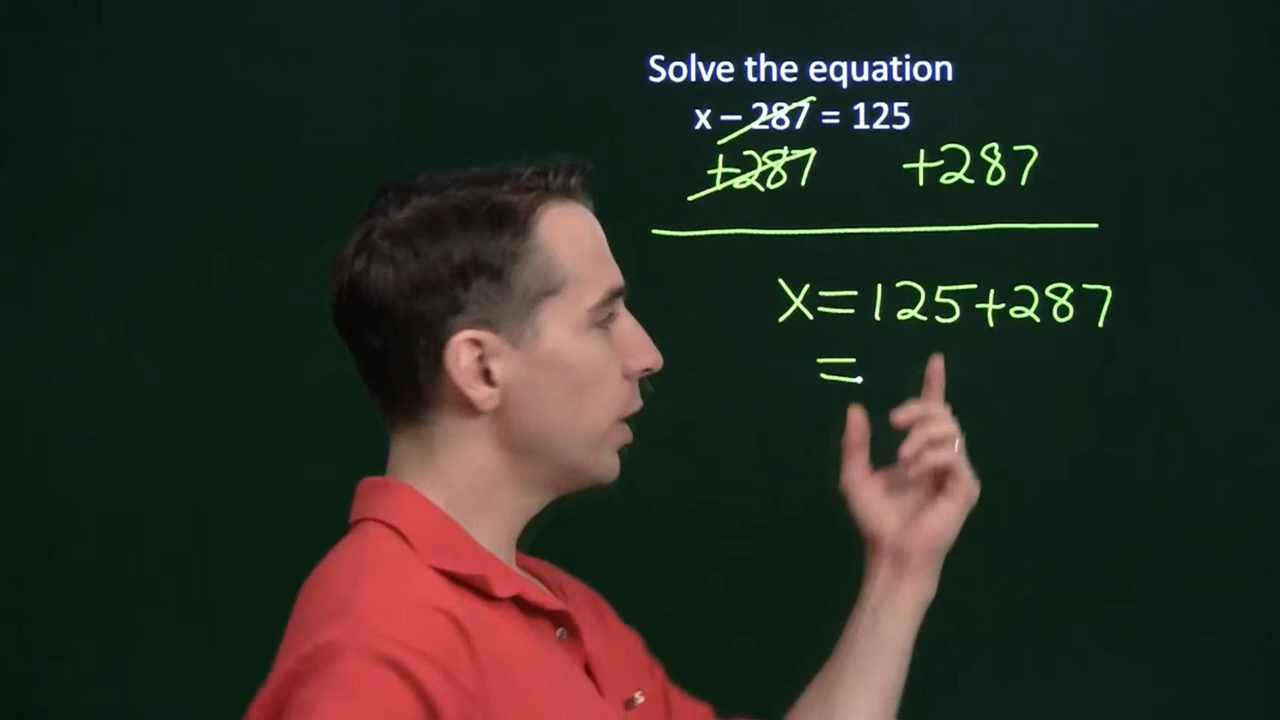 Solve the equation
x – 287 = 125
+287 +287
x=125+287
=